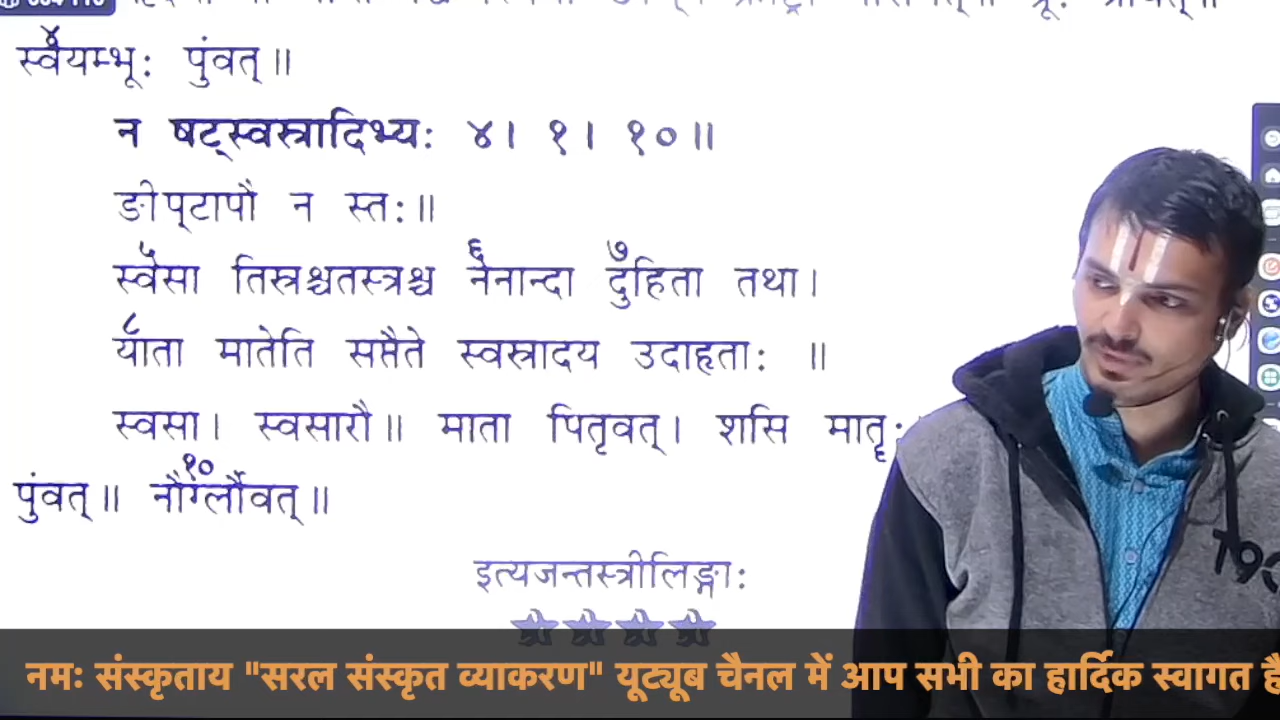 स्वयम्भूः पुंवत्॥
न षट्स्वस्रादिभ्यः ४। १। १०॥
ङीप्टापौ न स्तः॥
स्वसा तिस्रश्चतस्रश्च ननान्दा दुहिता तथा।
याता मातेति सप्तैते स्वस्रादय उदाहृताः ॥
स्वसा। स्वसारौ॥ माता पितृवत्। शसि मातॄः
पुंवत्॥ नौर्ग्लौवत्॥
इत्यजन्तस्त्रीलिङ्गाः
नमः संस्कृताय "सरल संस्कृत व्याकरण" यूट्यूब चैनल में आप सभी का हार्दिक स्वागत है